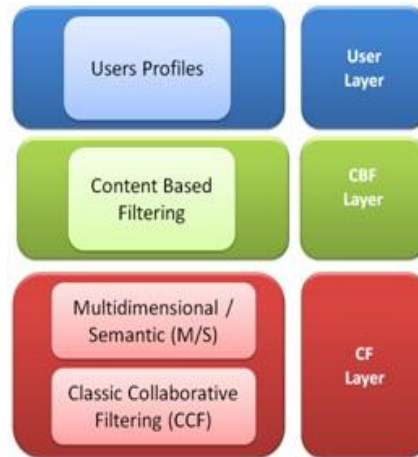 Users Profiles
User
Layer
Content Based
Filtering
CBF
Layer
Multidimensional /
Semantic (M/S)
Classic Collaborative
Filtering (CCF)
CF
Layer